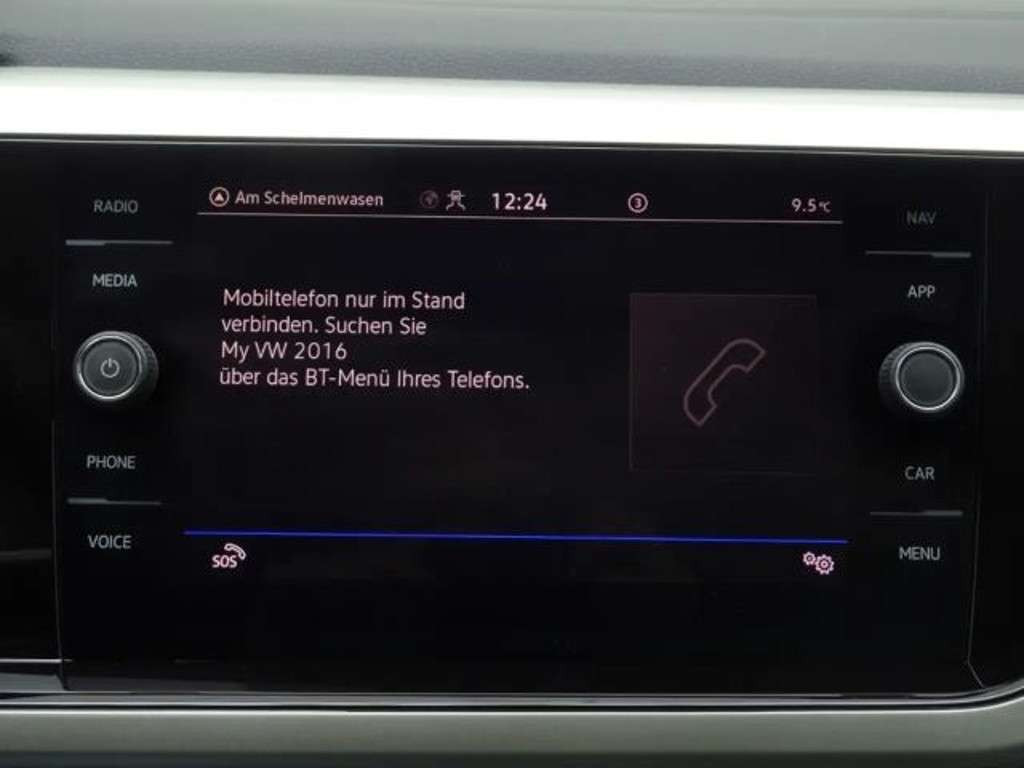 RADIO
Am Schelmenwasen 12:24 3 9.5°C
NAV
MEDIA
APP
Mobiltelefon nur im Stand
verbinden. Suchen Sie
My VW 2016
über das BT-Menü Ihres Telefons.
PHONE
CAR
VOICE
SOS
MENU